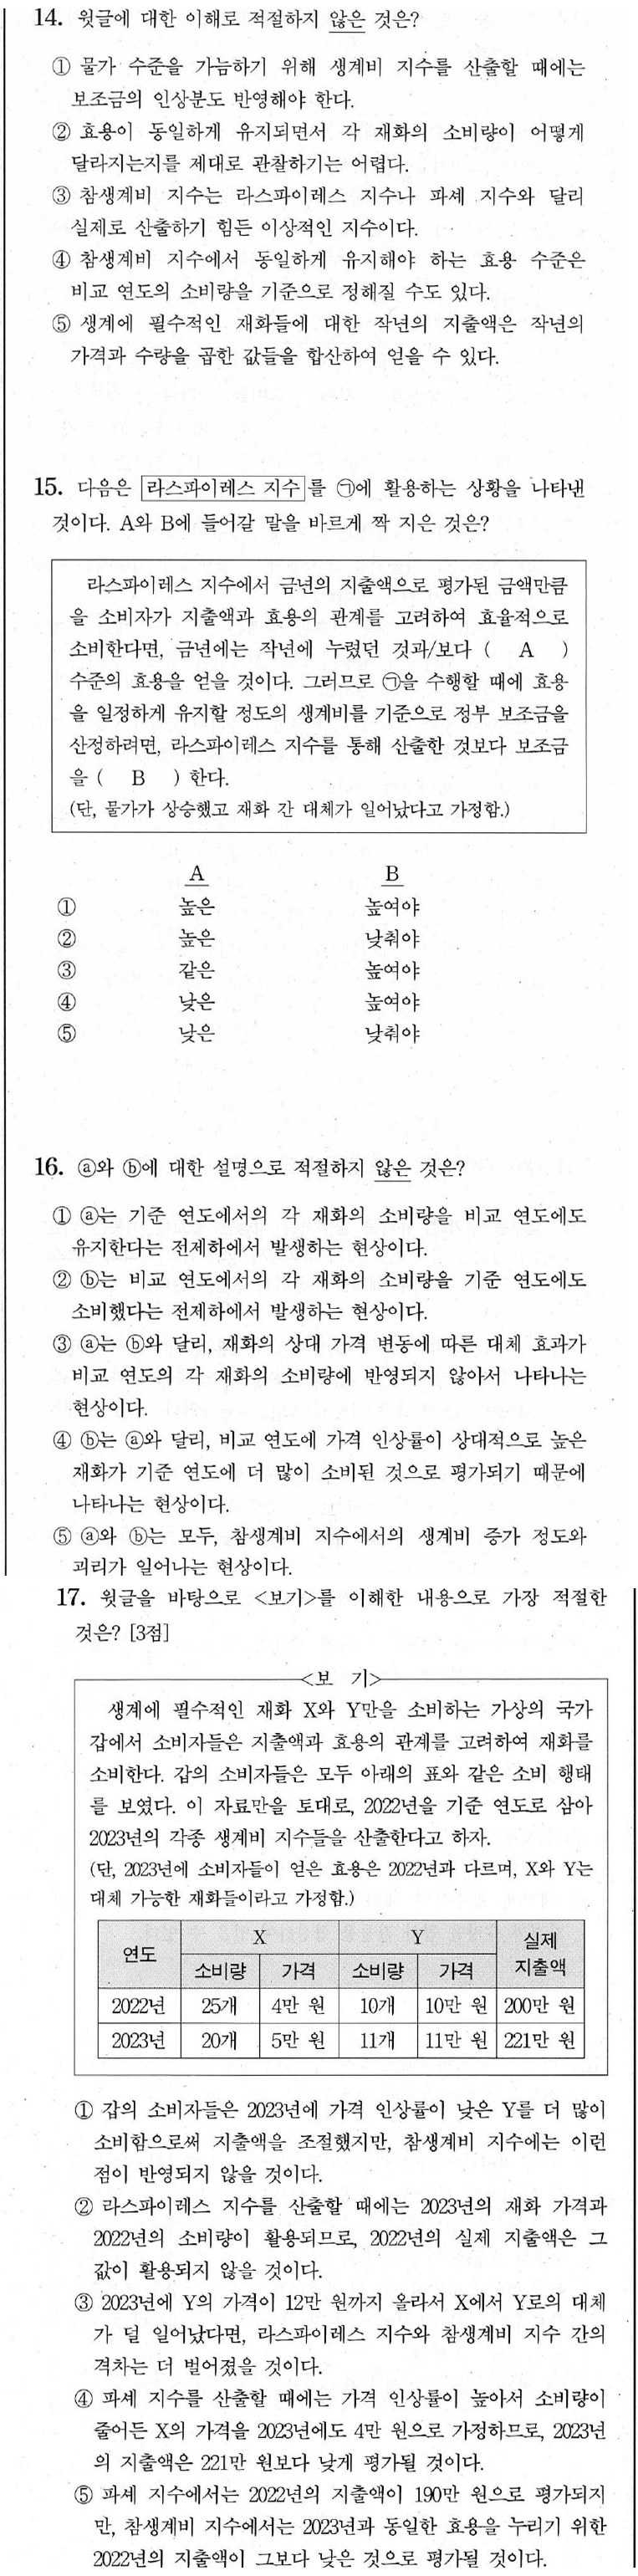 14. 윗글에 대한 이해로 적절하지 않은 것은?
① 물가 수준을 가늠하기 위해 생계비 지수를 산출할 때에는
보조금의 인상분도 반영해야 한다.
② 효용이 동일하게 유지되면서 각 재화의 소비량이 어떻게
달라지는지를 제대로 관찰하기는 어렵다.
③ 참생계비 지수는 라스파이레스 지수나 파셰 지수와 달리
실제로 산출하기 힘든 이상적인 지수이다.
④ 참생계비 지수에서 동일하게 유지해야 하는 효용 수준은
비교 연도의 소비량을 기준으로 정해질 수도 있다.
⑤ 생계에 필수적인 재화들에 대한 작년의 지출액은 작년의
가격과 수량을 곱한 값들을 합산하여 얻을 수 있다.
15. 다음은 라스파이레스 지수를 ㉠에 활용하는 상황을 나타낸
것이다. A와 B에 들어갈 말을 바르게 짝 지은 것은?
라스파이레스 지수에서 금년의 지출액으로 평가된 금액만큼
을 소비자가 지출액과 효용의 관계를 고려하여 효율적으로
소비한다면, 금년에는 작년에 누렸던 것과/보다 ( A )
수준의 효용을 얻을 것이다. 그러므로 ㉠을 수행할 때에 효용
을 일정하게 유지할 정도의 생계비를 기준으로 정부 보조금을
산정하려면, 라스파이레스 지수를 통해 산출한 것보다 보조금
을 ( B ) 한다.
(단, 물가가 상승했고 재화 간 대체가 일어났다고 가정함.)
A B
① 높은 높여야
② 높은 낮춰야
③ 같은 높여야
④ 낮은 높여야
⑤ 낮은 낮춰야
16. ⓐ와 ⓑ에 대한 설명으로 적절하지 않은 것은?
① ⓐ는 기준 연도에서의 각 재화의 소비량을 비교 연도에도
유지한다는 전제하에서 발생하는 현상이다.
② ⓑ는 비교 연도에서의 각 재화의 소비량을 기준 연도에도
소비했다는 전제하에서 발생하는 현상이다.
③ ⓐ는 ⓑ와 달리, 재화의 상대 가격 변동에 따른 대체 효과가
비교 연도의 각 재화의 소비량에 반영되지 않아서 나타나는
현상이다.
④ ⓑ는 ⓐ와 달리, 비교 연도에 가격 인상률이 상대적으로 높은
재화가 기준 연도에 더 많이 소비된 것으로 평가되기 때문에
나타나는 현상이다.
⑤ ⓐ와 ⓑ는 모두, 참생계비 지수에서의 생계비 증가 정도와
괴리가 일어나는 현상이다.
17. 윗글을 바탕으로 <보기>를 이해한 내용으로 가장 적절한
것은? [3점]
<보 기>
생계에 필수적인 재화 X와 Y만을 소비하는 가상의 국가
갑에서 소비자들은 지출액과 효용의 관계를 고려하여 재화를
소비한다. 갑의 소비자들은 모두 아래의 표와 같은 소비 행태
를 보였다. 이 자료만을 토대로, 2022년을 기준 연도로 삼아
2023년의 각종 생계비 지수들을 산출한다고 하자.
(단, 2023년에 소비자들이 얻은 효용은 2022년과 다르며, X와 Y는
대체 가능한 재화들이라고 가정함.)
연도 X Y 실제 지출액
소비량 가격 소비량 가격
2022년 25개 4만 원 10개 10만 원 200만 원
2023년 20개 5만 원 11개 11만 원 221만 원
① 갑의 소비자들은 2023년에 가격 인상률이 낮은 Y를 더 많이
소비함으로써 지출액을 조절했지만, 참생계비 지수에는 이런
점이 반영되지 않을 것이다.
② 라스파이레스 지수를 산출할 때에는 2023년의 재화 가격과
2022년의 소비량이 활용되므로, 2022년의 실제 지출액은 그
값이 활용되지 않을 것이다.
③ 2023년에 Y의 가격이 12만 원까지 올라서 X에서 Y로의 대체
가 덜 일어났다면, 라스파이레스 지수와 참생계비 지수 간의
격차는 더 벌어졌을 것이다.
④ 파셰 지수를 산출할 때에는 가격 인상률이 높아서 소비량이
줄어든 X의 가격을 2023년에도 4만 원으로 가정하므로, 2023년
의 지출액은 221만 원보다 낮게 평가될 것이다.
⑤ 파셰 지수에서는 2022년의 지출액이 190만 원으로 평가되지
만, 참생계비 지수에서는 2023년과 동일한 효용을 누리기 위한
2022년의 지출액이 그보다 낮은 것으로 평가될 것이다.